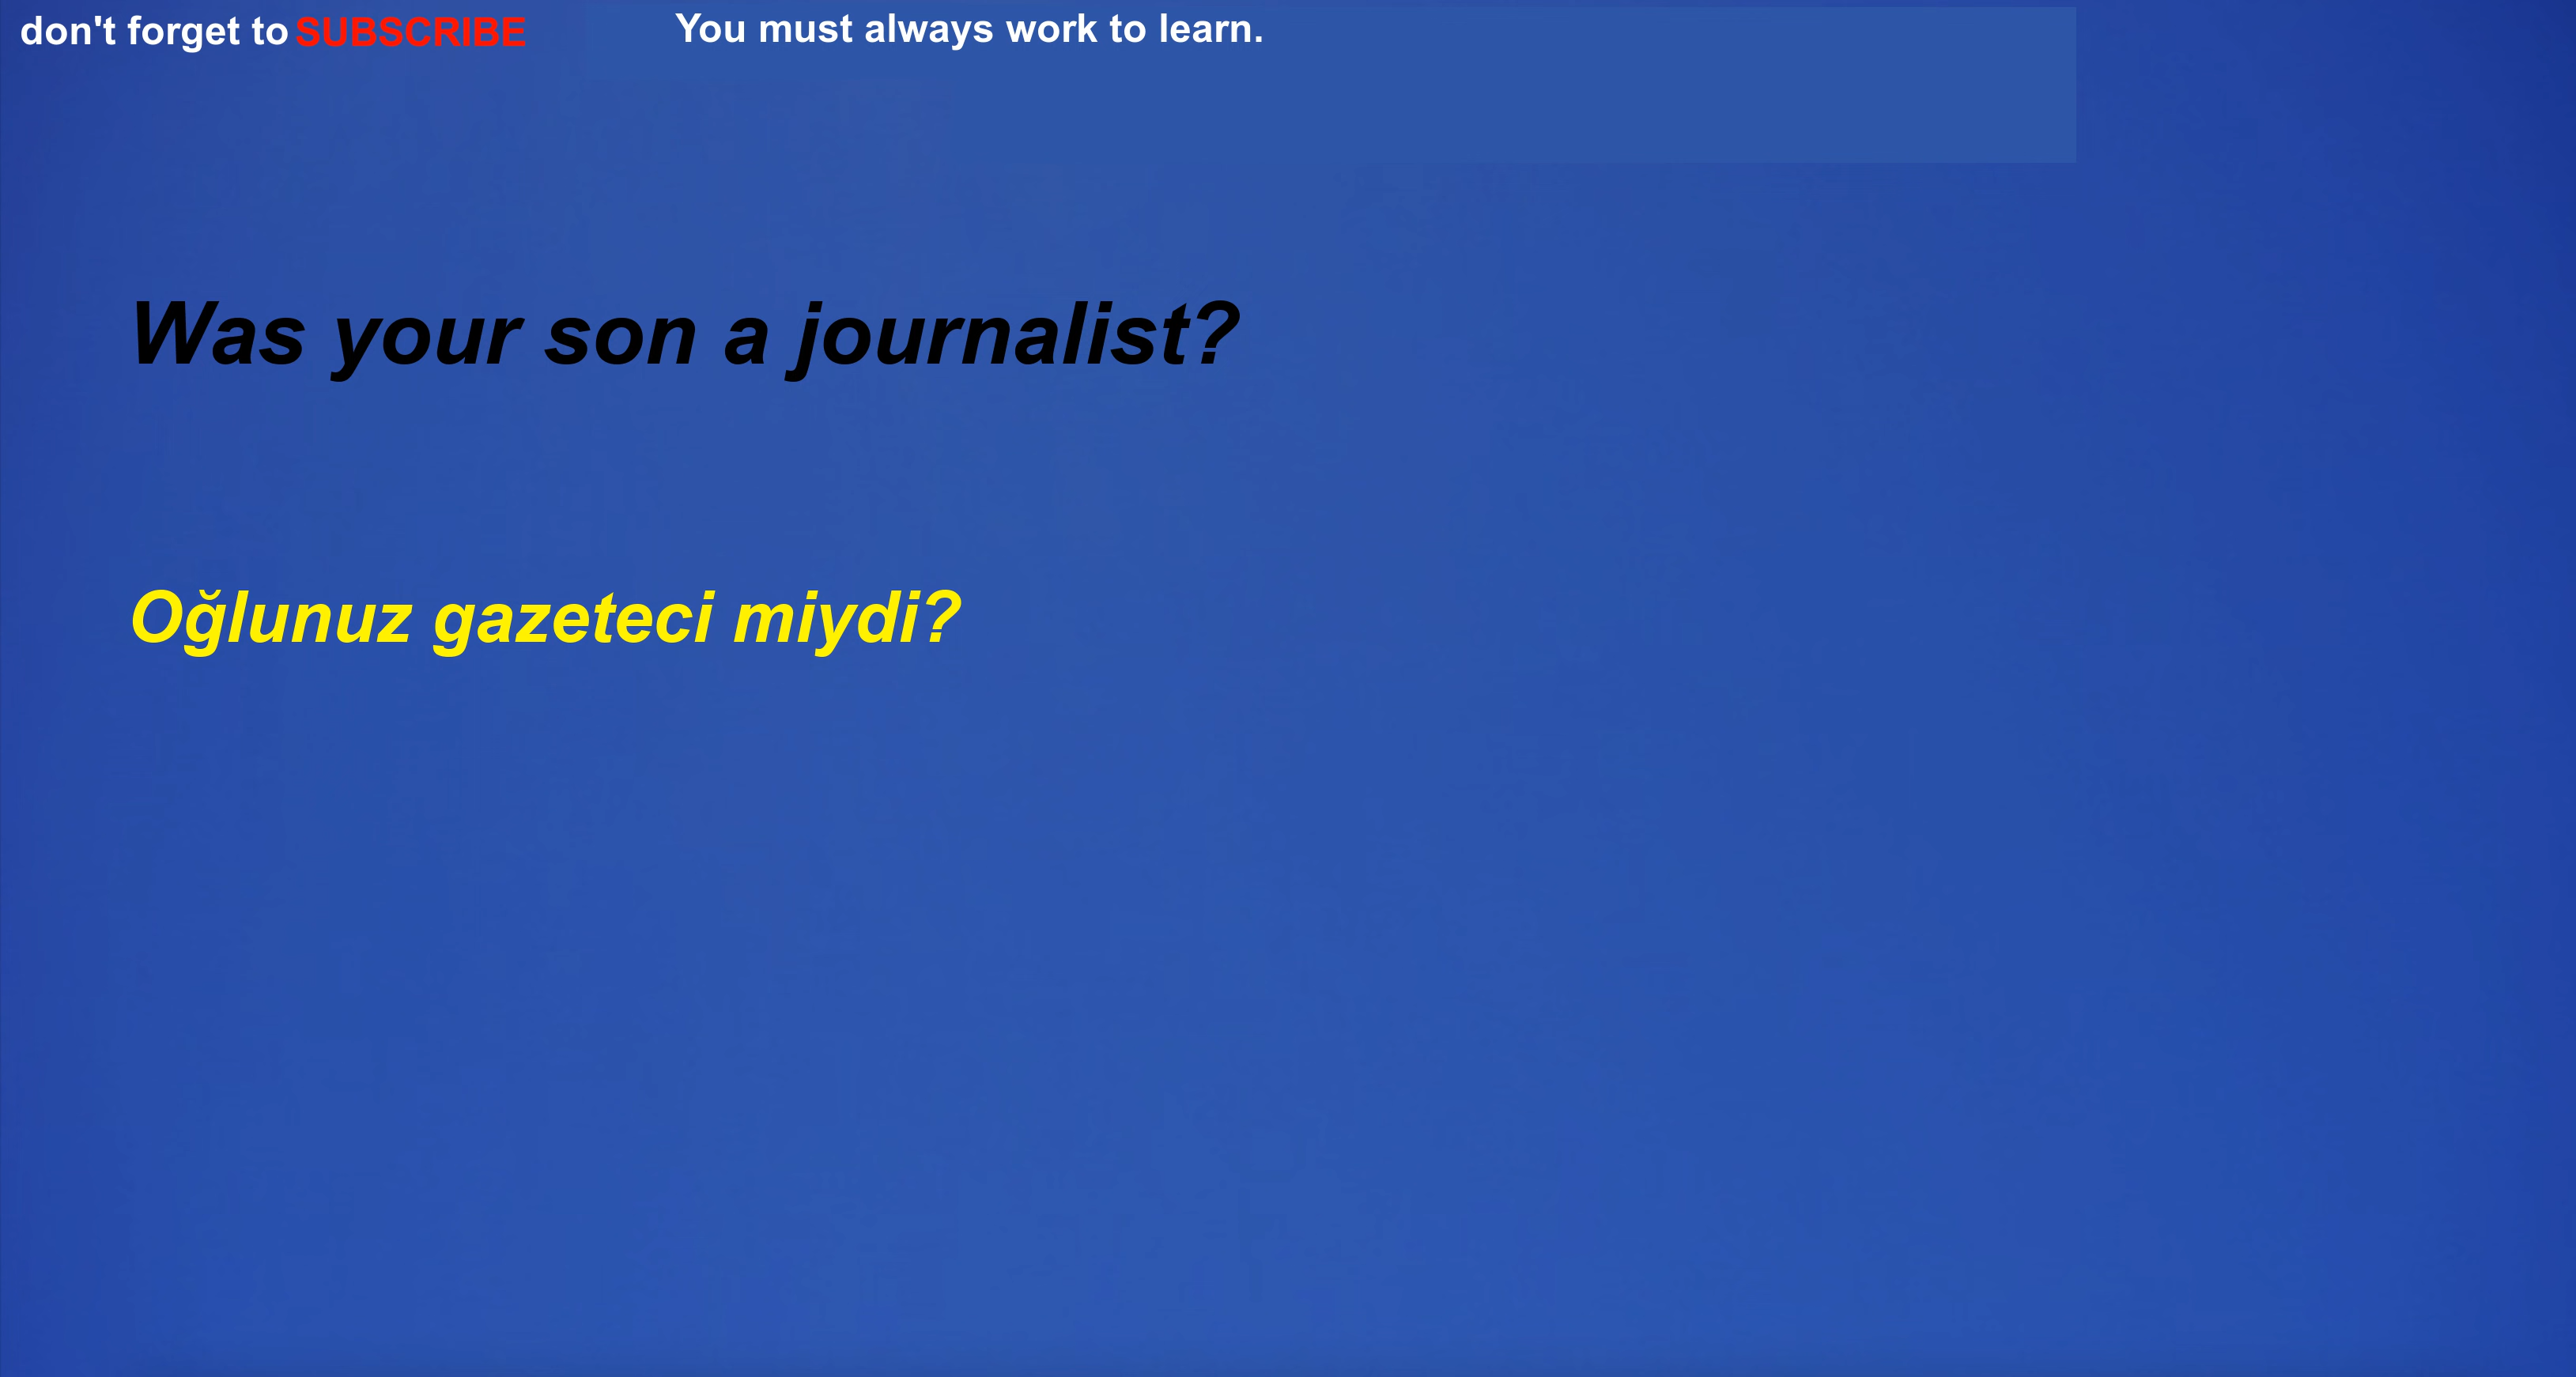 don't forget to SUBSCRIBE You must always work to learn.
Was your son a journalist?
Oğlunuz gazeteci miydi?